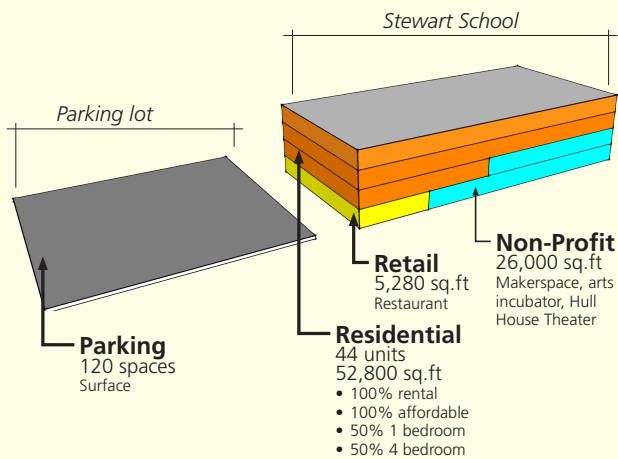 Stewart School
Parking lot
Non-Profit
26,000 sq.ft
Makerspace, arts
incubator, Hull
House Theater
Retail
5,280 sq.ft
Restaurant
Residential
44 units
52,800 sq.ft
• 100% rental
• 100% affordable
• 50% 1 bedroom
• 50% 4 bedroom
Parking
120 spaces
Surface